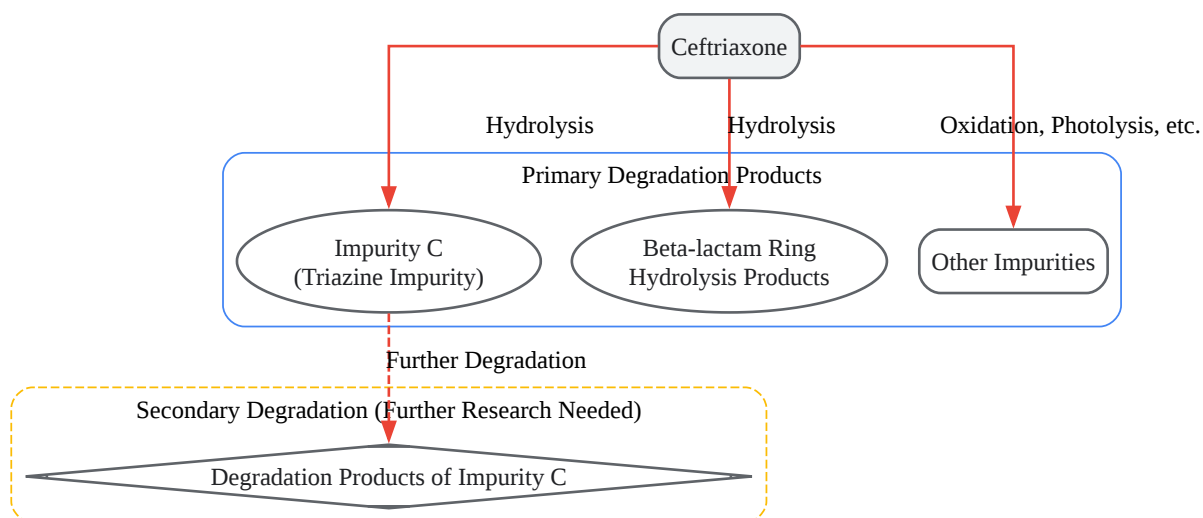 Ceftriaxone
Hydrolysis
Hydrolysis
Oxidation, Photolysis, etc.
Primary Degradation Products
Impurity C
(Triazine Impurity)
Beta-lactam Ring
Hydrolysis Products
Other Impurities
Further Degradation
Secondary Degradation (Further Research Needed)
Degradation Products of Impurity C